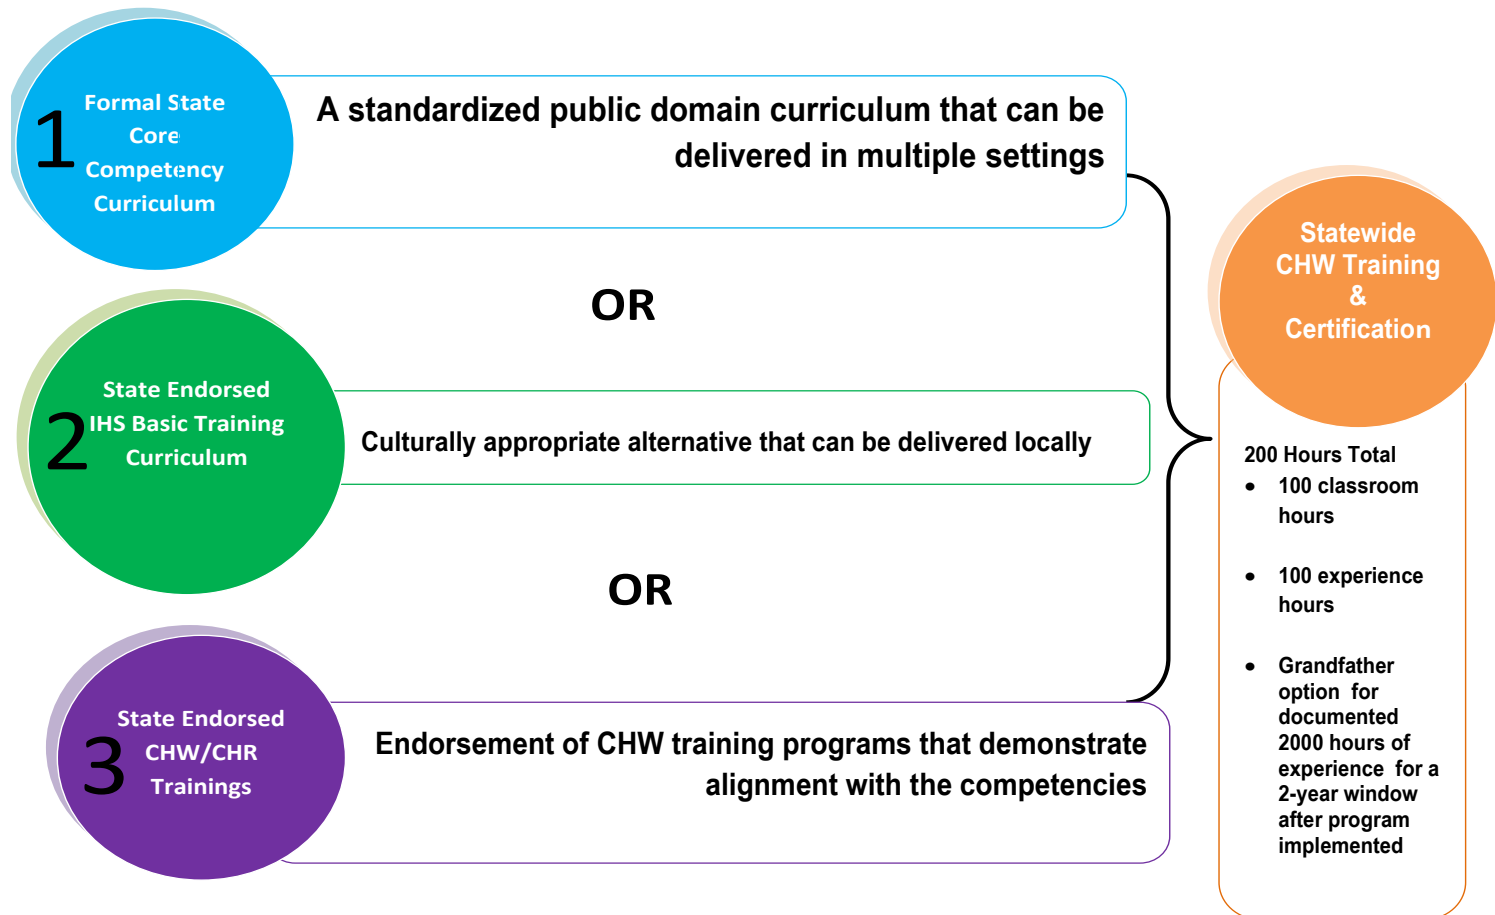 1
Formal State
Core
Competency
Curriculum
A standardized public domain curriculum that can be
delivered in multiple settings
OR
2
State Endorsed
IHS Basic Training
Curriculum
Culturally appropriate alternative that can be delivered locally
OR
3
State Endorsed
CHW/CHR
Trainings
Endorsement of CHW training programs that demonstrate
alignment with the competencies
Statewide
CHW Training
&
Certification
200 Hours Total
• 100 classroom
hours
• 100 experience
hours
• Grandfather
option for
documented
2000 hours of
experience for a
2-year window
after program
implemented